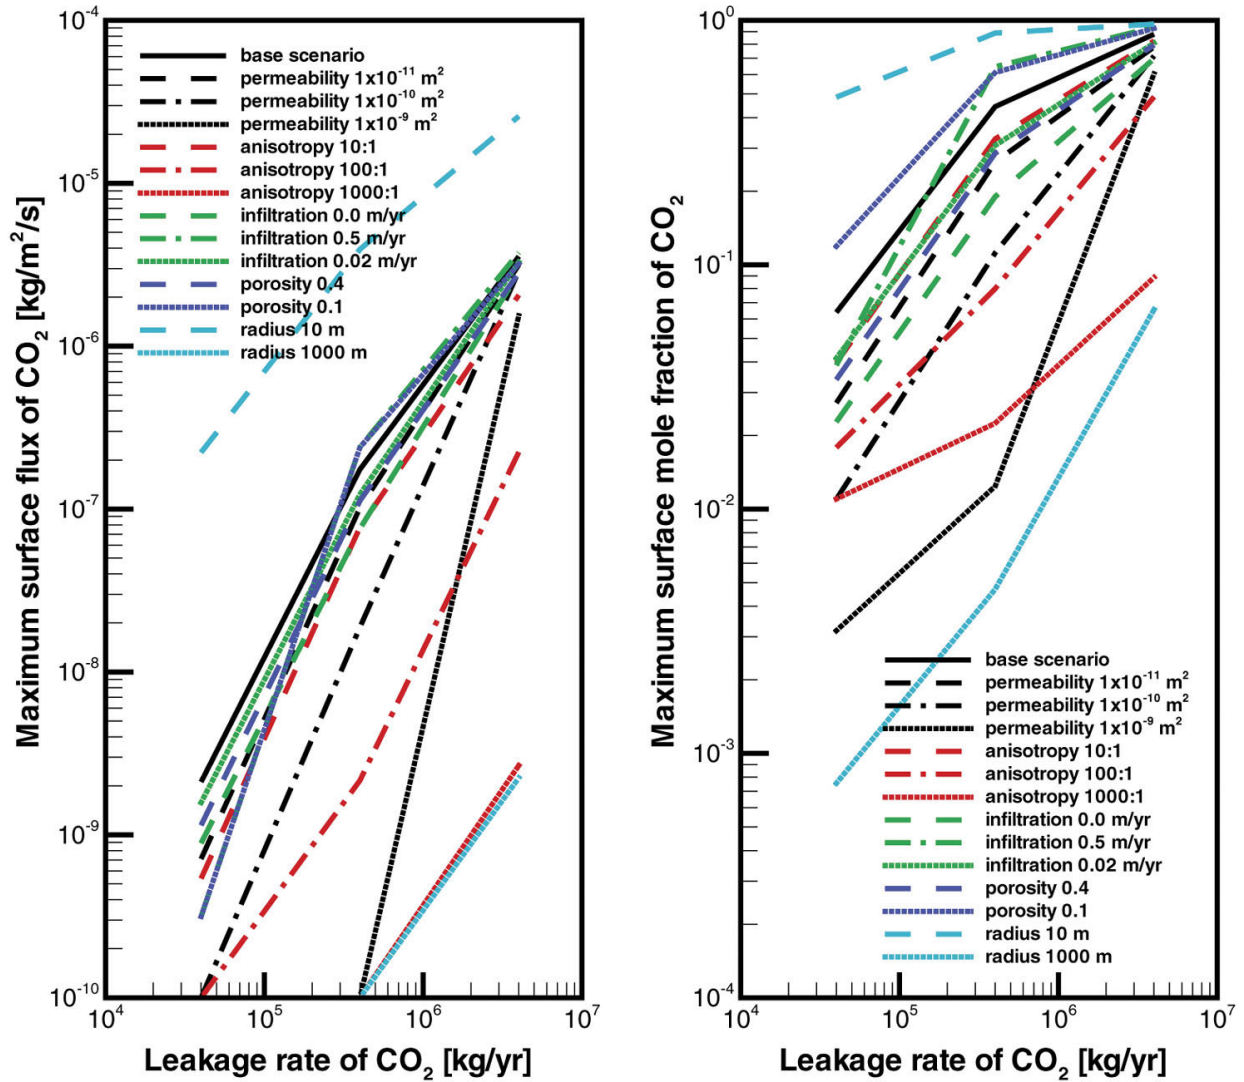 Maximum surface flux of CO₂ [kg/m²/s]
10⁻⁴
10⁻⁵
10⁻⁶
10⁻⁷
10⁻⁸
10⁻⁹
10⁻¹⁰
base scenario
permeability 1x10⁻¹¹ m²
permeability 1x10⁻¹⁰ m²
permeability 1x10⁻⁹ m²
anisotropy 10:1
anisotropy 100:1
anisotropy 1000:1
infiltration 0.0 m/yr
infiltration 0.5 m/yr
infiltration 0.02 m/yr
porosity 0.4
porosity 0.1
radius 10 m
radius 1000 m
10⁴ 10⁵ 10⁶ 10⁷
Leakage rate of CO₂ [kg/yr]
Maximum surface mole fraction of CO₂
10⁰
10⁻¹
10⁻²
10⁻³
10⁻⁴
base scenario
permeability 1x10⁻¹¹ m²
permeability 1x10⁻¹⁰ m²
permeability 1x10⁻⁹ m²
anisotropy 10:1
anisotropy 100:1
anisotropy 1000:1
infiltration 0.0 m/yr
infiltration 0.5 m/yr
infiltration 0.02 m/yr
porosity 0.4
porosity 0.1
radius 10 m
radius 1000 m
10⁴ 10⁵ 10⁶ 10⁷
Leakage rate of CO₂ [kg/yr]